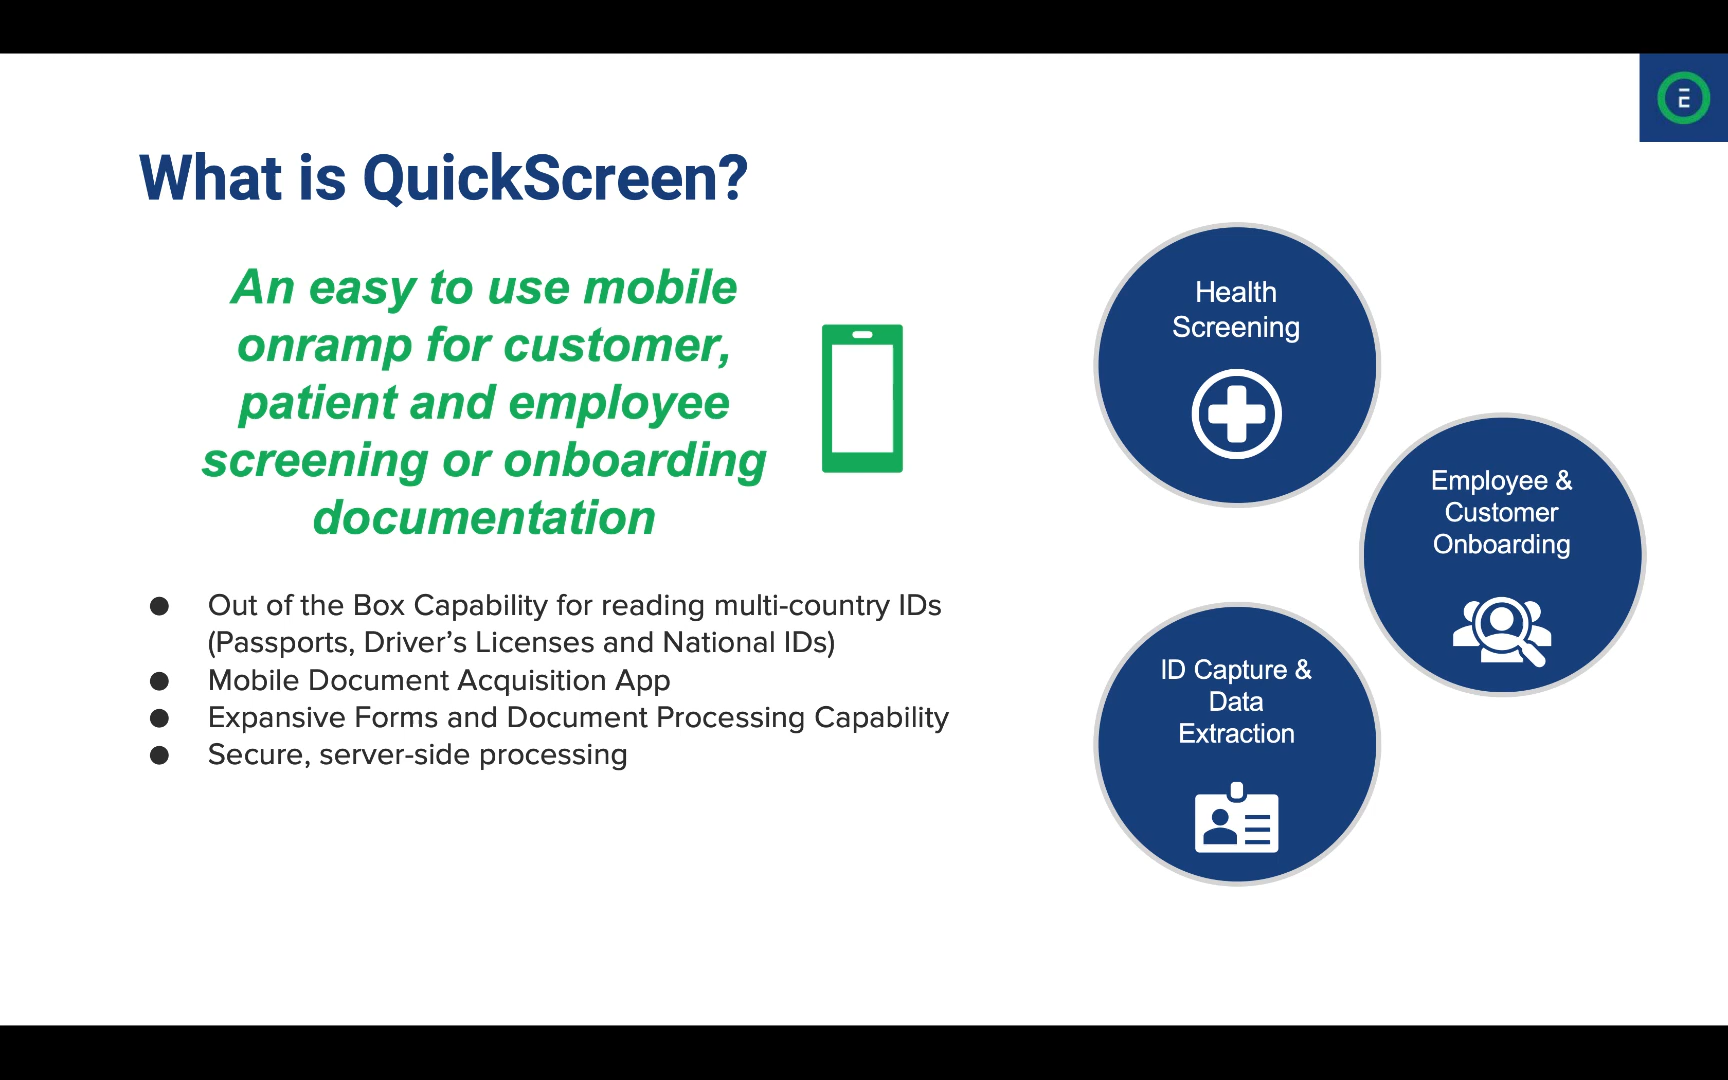 What is QuickScreen?
An easy to use mobile
onramp for customer,
patient and employee
screening or onboarding
documentation
● Out of the Box Capability for reading multi-country IDs
(Passports, Driver’s Licenses and National IDs)
● Mobile Document Acquisition App
● Expansive Forms and Document Processing Capability
● Secure, server-side processing
Health
Screening
Employee &
Customer
Onboarding
ID Capture &
Data
Extraction
E